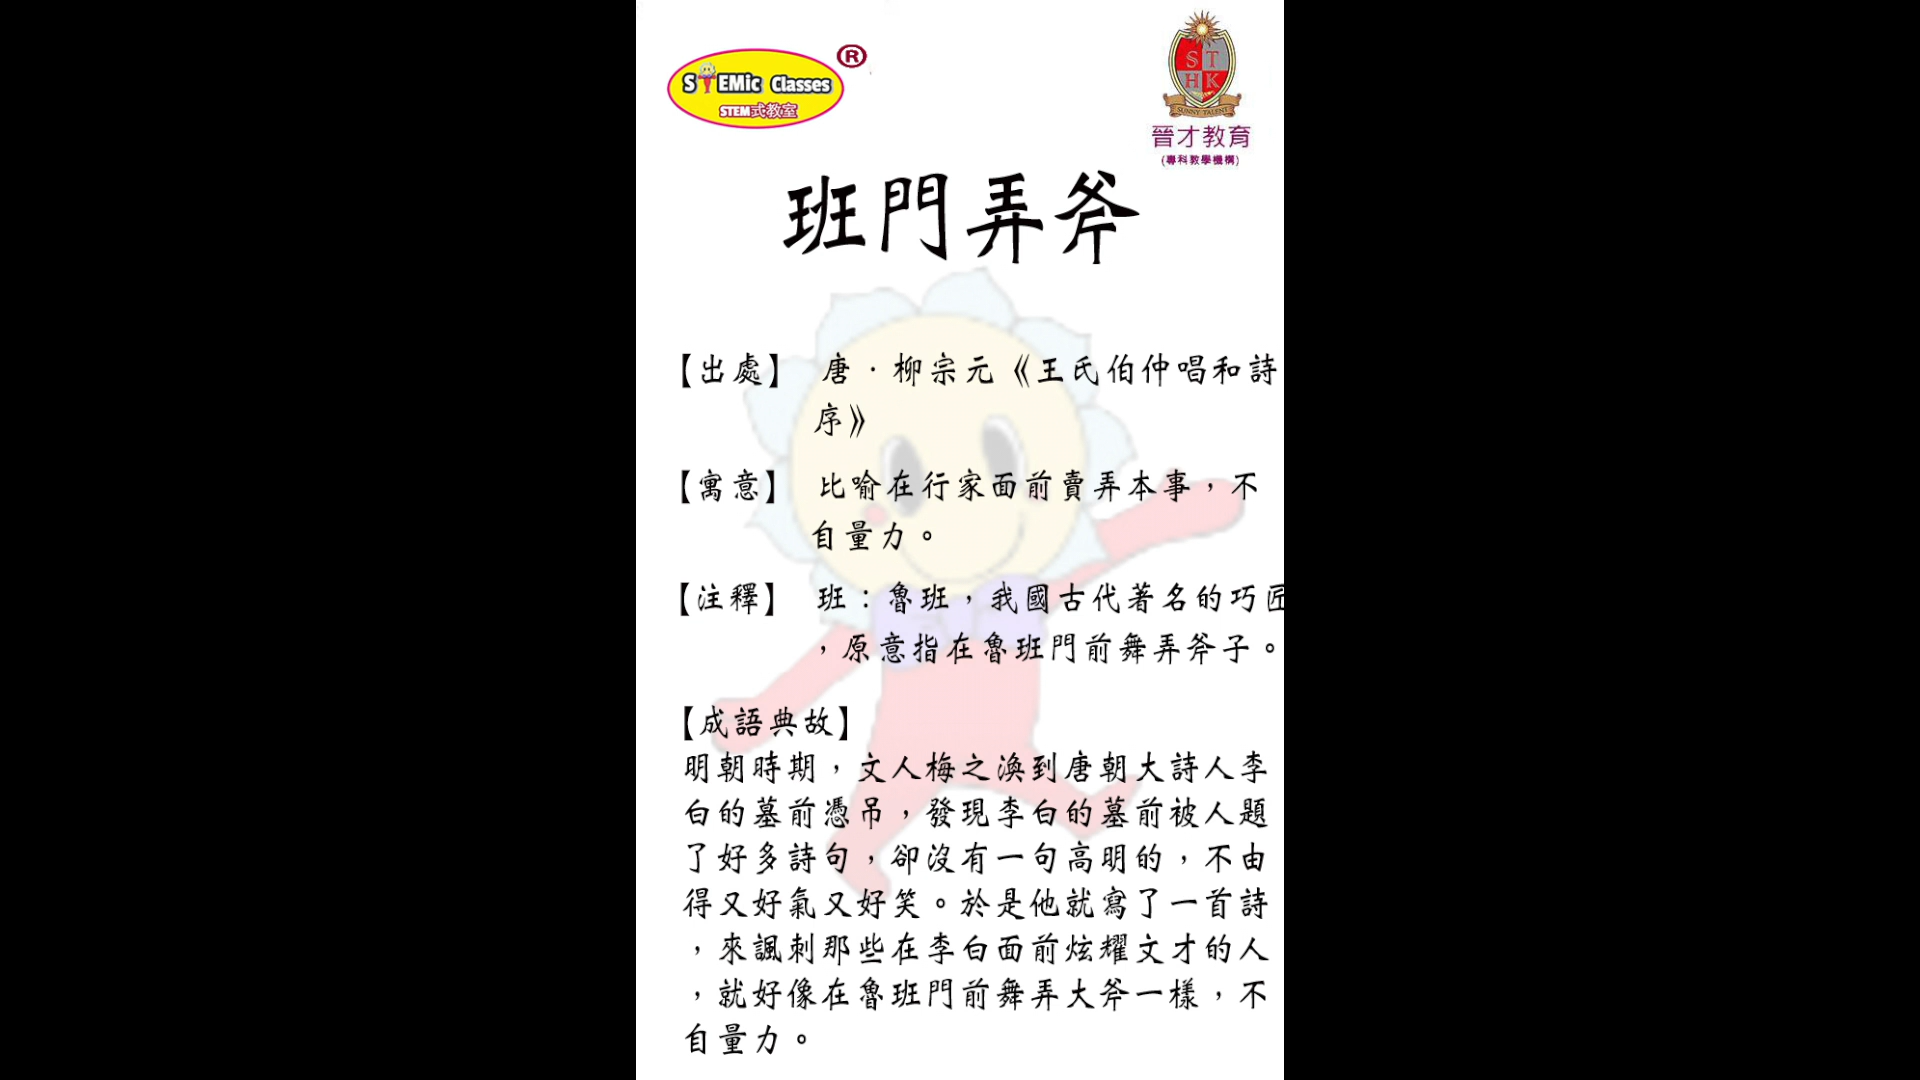 STEMic Classes
STEM式教室
®
S T
H K
SUNNY TALENT
晉才教育
(專科教學機構)
班門弄斧
【出處】 唐·柳宗元《王氏伯仲唱和詩
序》
【寓意】 比喻在行家面前賣弄本事,不
自量力。
【注釋】 班:魯班,我國古代著名的巧匠
,原意指在魯班門前舞弄斧子。
【成語典故】
明朝時期,文人梅之渙到唐朝大詩人李
白的墓前憑吊,發現李白的墓前被人題
了好多詩句,卻沒有一句高明的,不由
得又好氣又好笑。於是他就寫了一首詩
,來諷刺那些在李白面前炫耀文才的人
,就好像在魯班門前舞弄大斧一樣,不
自量力。